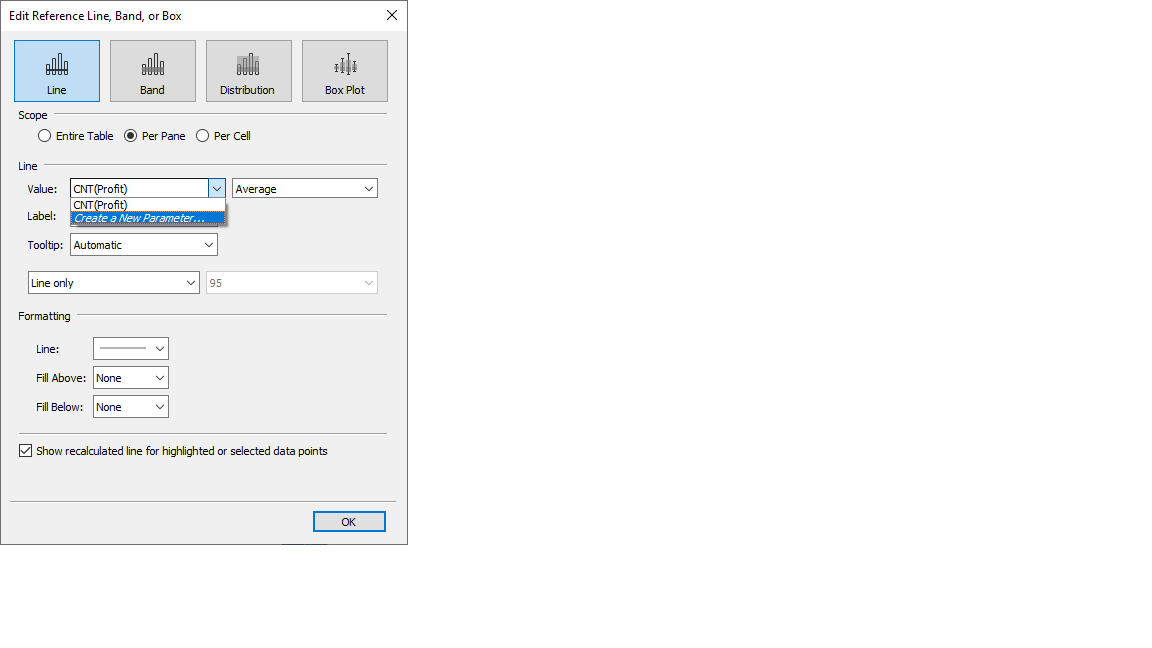 Edit Reference Line, Band, or Box
Line Band Distribution Box Plot
Scope
Entire Table Per Pane Per Cell
Line
Value: CNT(Profit) Average
CNT(Profit)
Label: Create a New Parameter...
Tooltip: Automatic
Line only 95
Formatting
Line:
Fill Above: None
Fill Below: None
Show recalculated line for highlighted or selected data points
OK